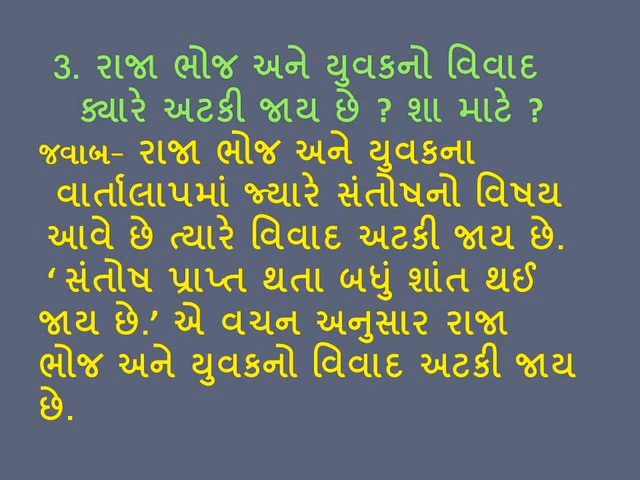 3. રાજા ભોજ અને યુવકનો વિવાદ
ક્યારે અટકી જાય છે ? શા માટે ?
જવાબ- રાજા ભોજ અને યુવકના
વાર્તાલાપમાં જ્યારે સંતોષનો વિષય
આવે છે ત્યારે વિવાદ અટકી જાય છે.
‘ સંતોષ પ્રાપ્ત થતા બધું શાંત થઈ
જાય છે.’ એ વચન અનુસાર રાજા
ભોજ અને યુવકનો વિવાદ અટકી જાય
છે.